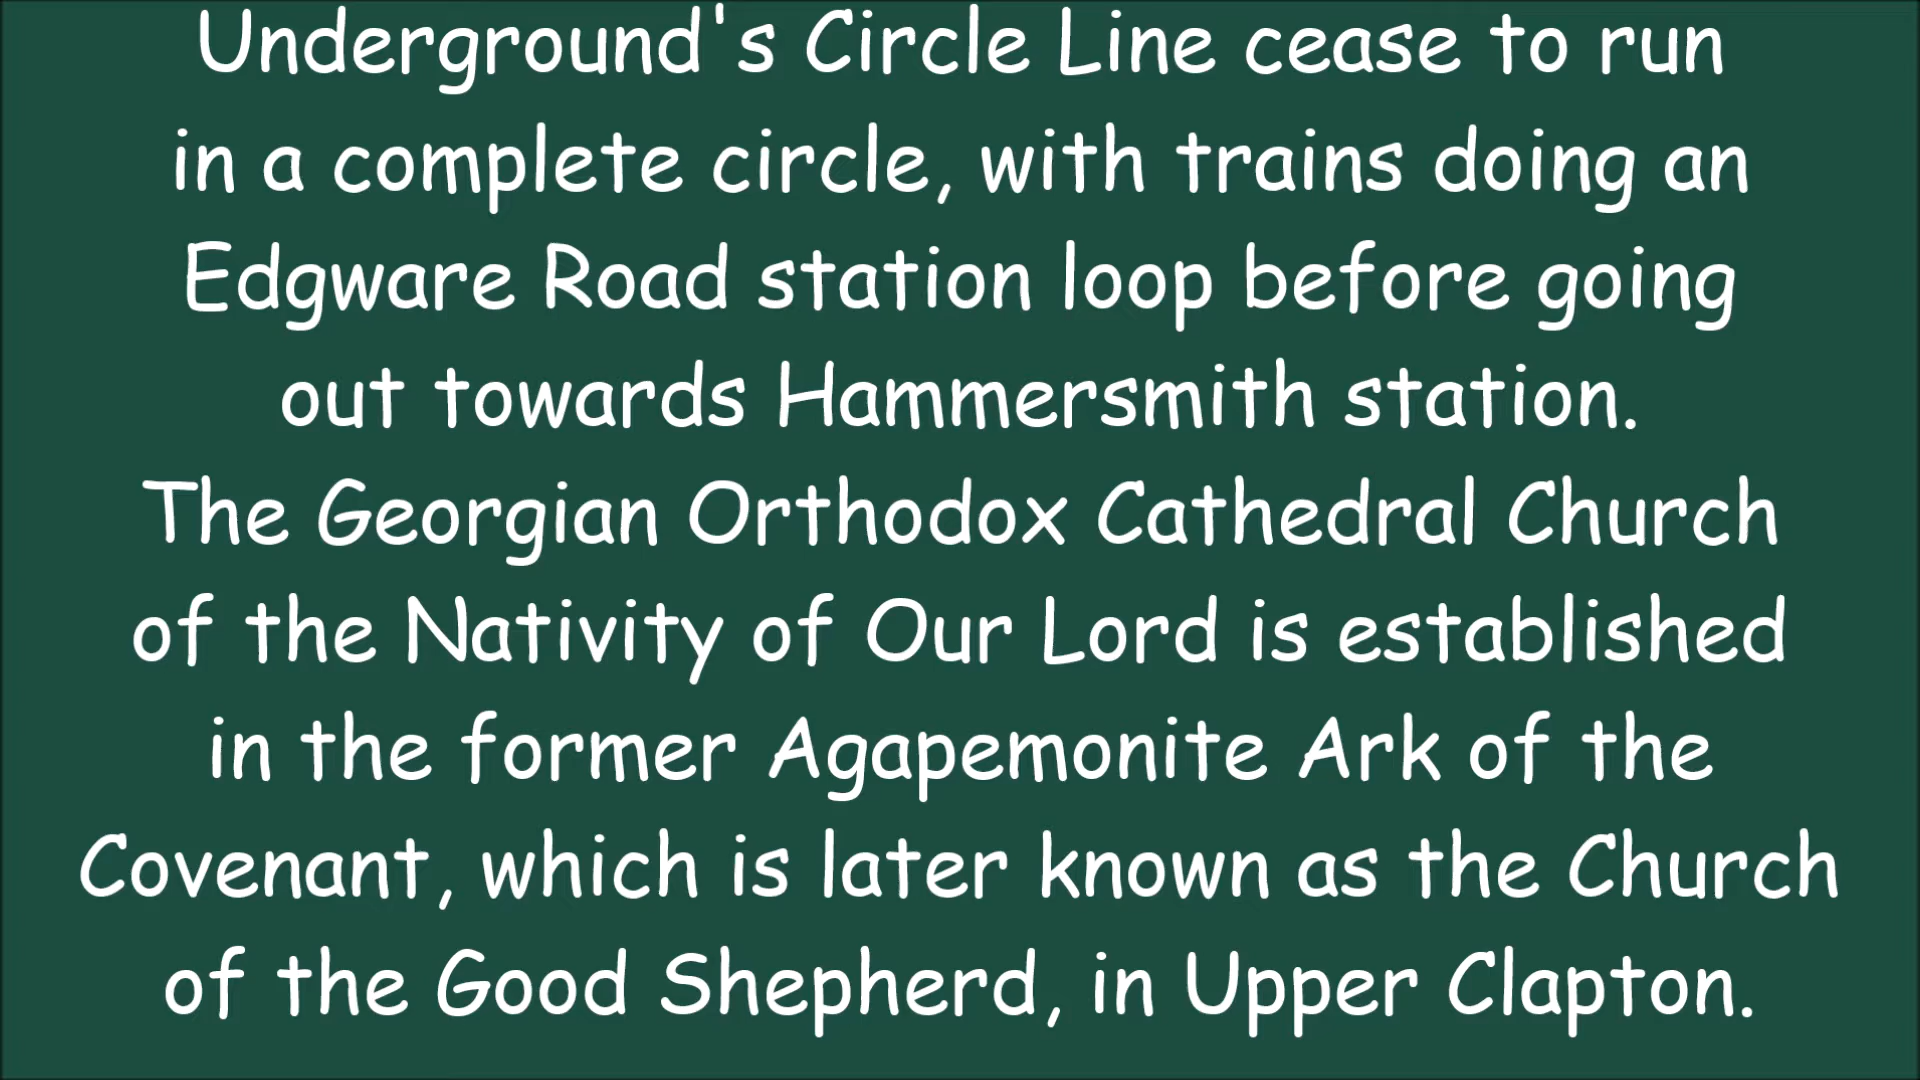 Underground's Circle Line cease to run
in a complete circle, with trains doing an
Edgware Road station loop before going
out towards Hammersmith station.
The Georgian Orthodox Cathedral Church
of the Nativity of Our Lord is established
in the former Agapemonite Ark of the
Covenant, which is later known as the Church
of the Good Shepherd, in Upper Clapton.